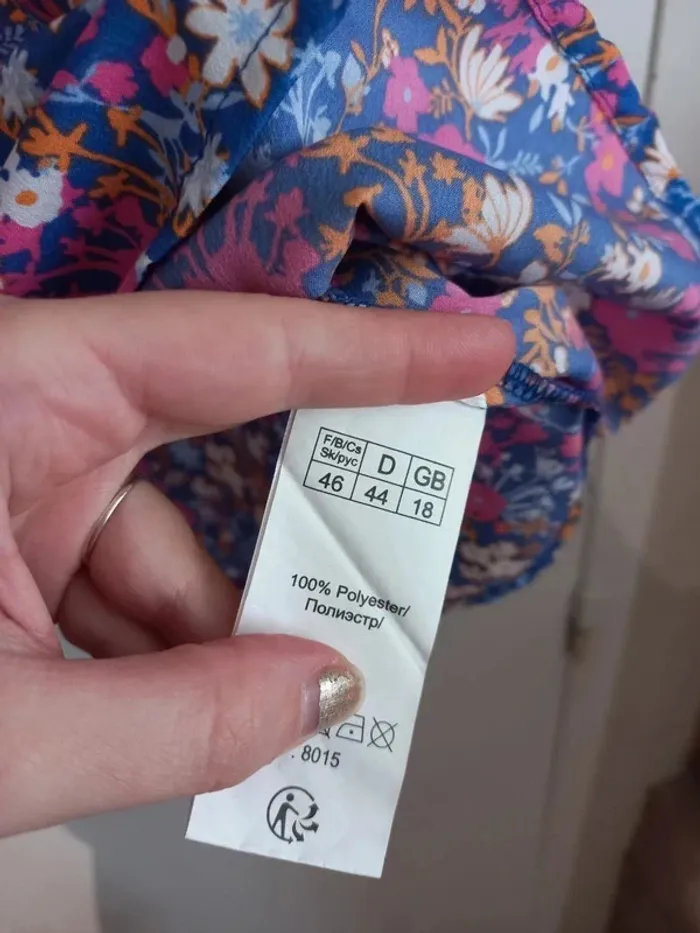 F/B/Cs
Sk/рус
D
GB
46
44
18
100% Polyester/
Полиэстр/
. 8015